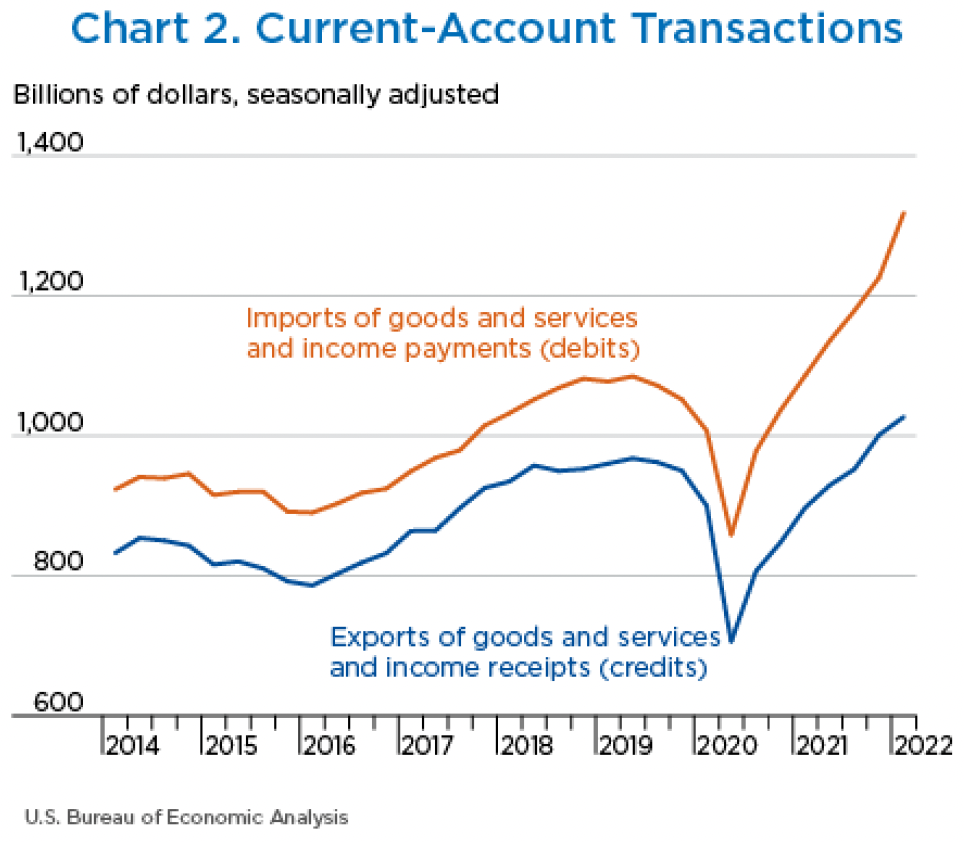 Chart 2. Current-Account Transactions
Billions of dollars, seasonally adjusted
1,400
1,200
Imports of goods and services
and income payments (debits)
1,000
800
Exports of goods and services
and income receipts (credits)
600
2014 2015 2016 2017 2018 2019 2020 2021 2022
U.S. Bureau of Economic Analysis